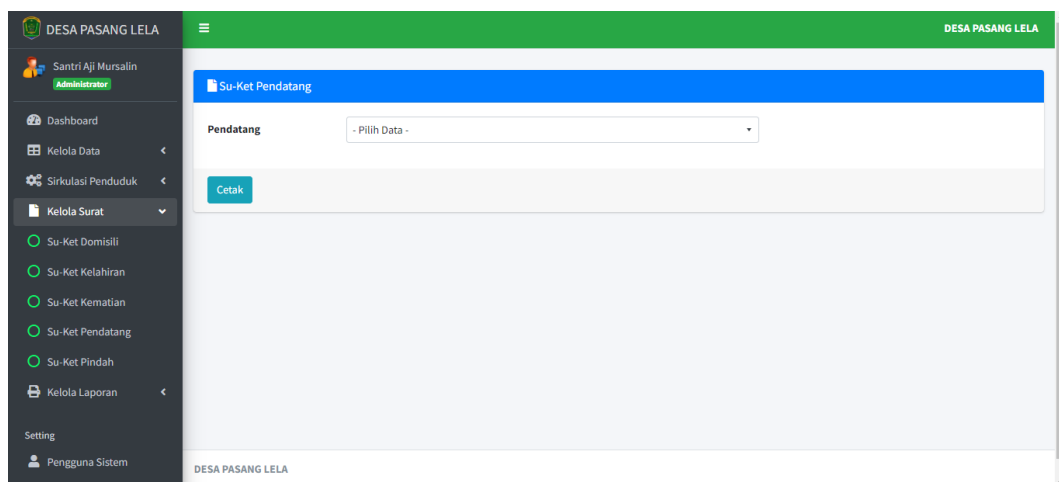 DESA PASANG LELA
DESA PASANG LELA
Santri Aji Mursalin
Administrator
Dashboard
Kelola Data
Sirkulasi Penduduk
Kelola Surat
Su-Ket Domisili
Su-Ket Kelahiran
Su-Ket Kematian
Su-Ket Pendatang
Su-Ket Pindah
Kelola Laporan
Setting
Pengguna Sistem
Su-Ket Pendatang
Pendatang
- Pilih Data -
Cetak
DESA PASANG LELA